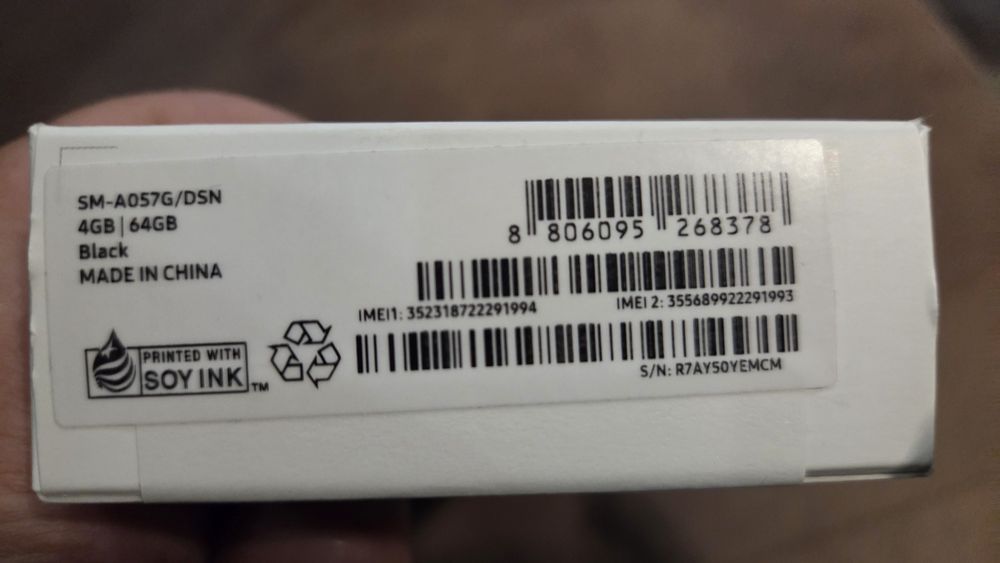 SM-A057G/DSN
4GB | 64GB
Black
MADE IN CHINA
8 806095 268378
IMEI1: 352318722291994
IMEI 2: 355689922291993
S/N: R7AY50YEMCM
PRINTED WITH
SOY INK™